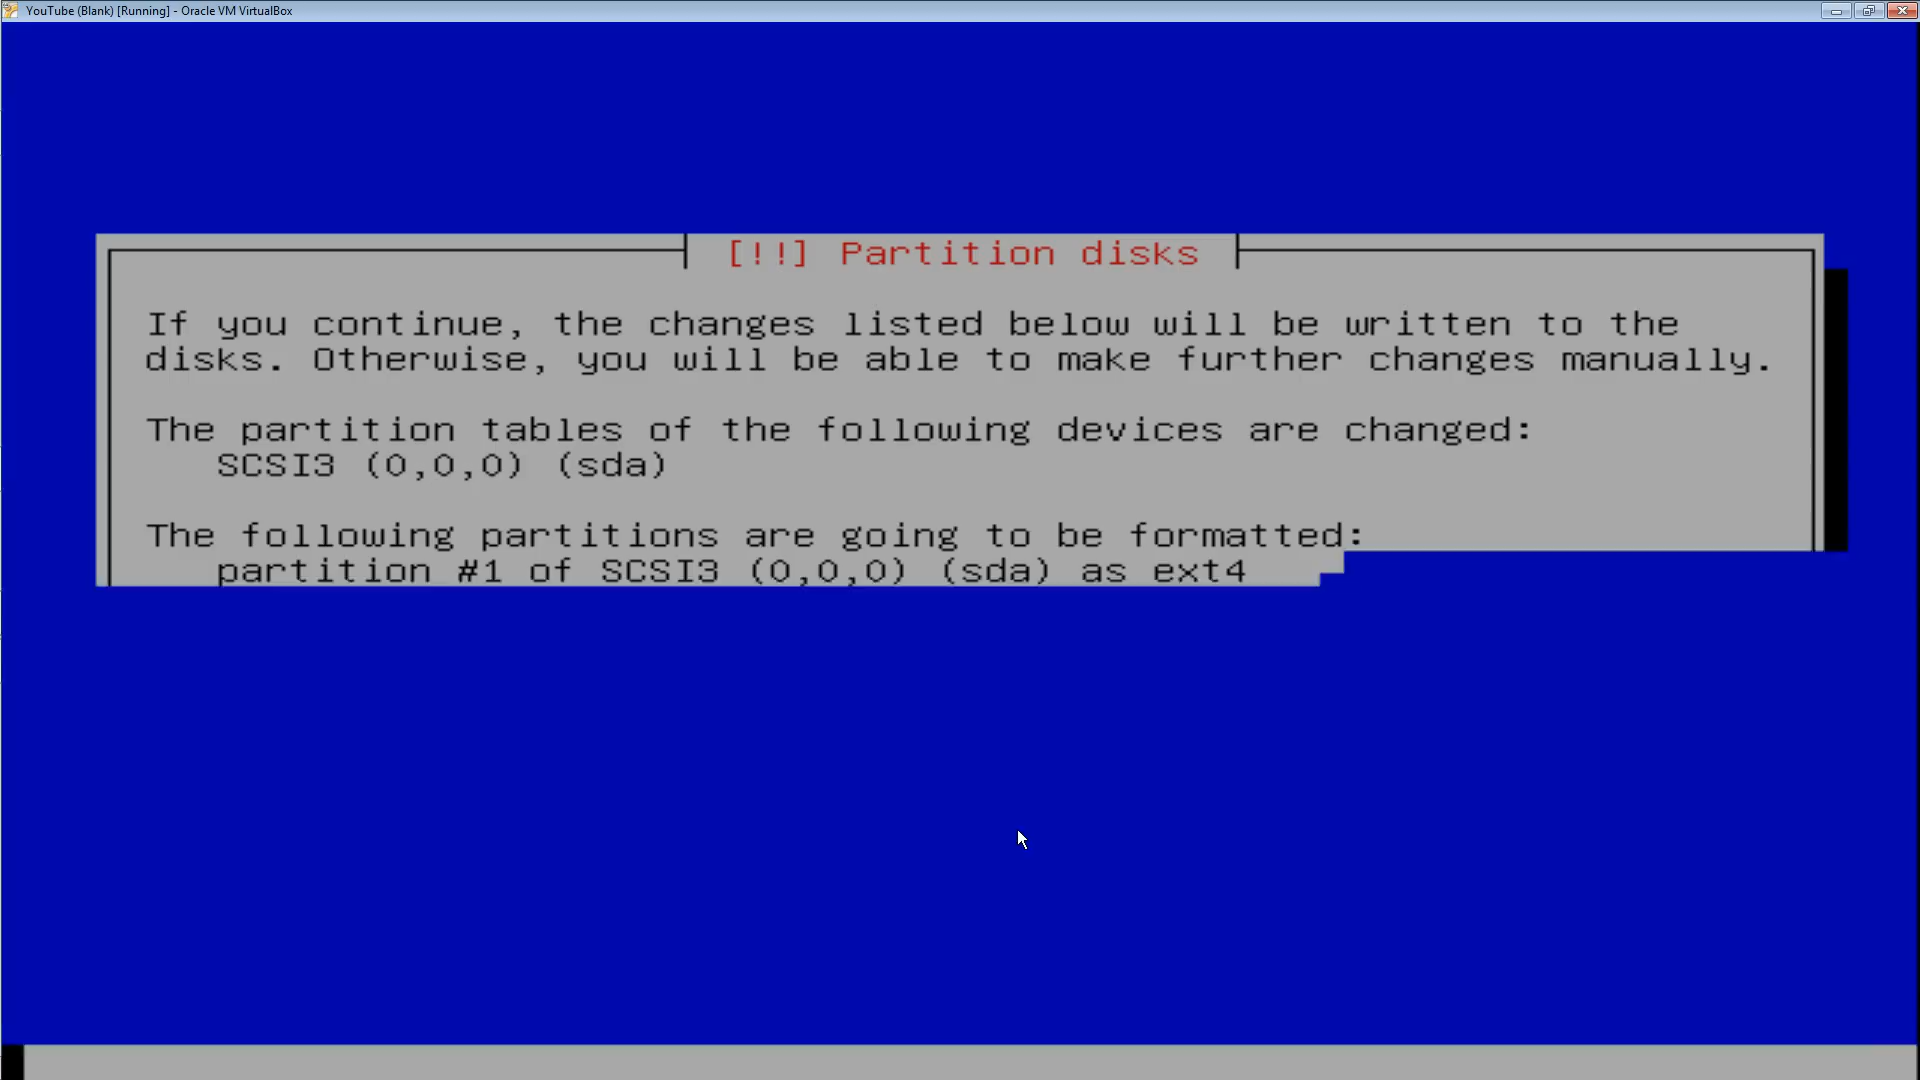 YouTube (Blank) [Running] - Oracle VM VirtualBox
[!!] Partition disks
If you continue, the changes listed below will be written to the
disks. Otherwise, you will be able to make further changes manually.
The partition tables of the following devices are changed:
SCSI3 (0,0,0) (sda)
The following partitions are going to be formatted:
partition #1 of SCSI3 (0,0,0) (sda) as ext4